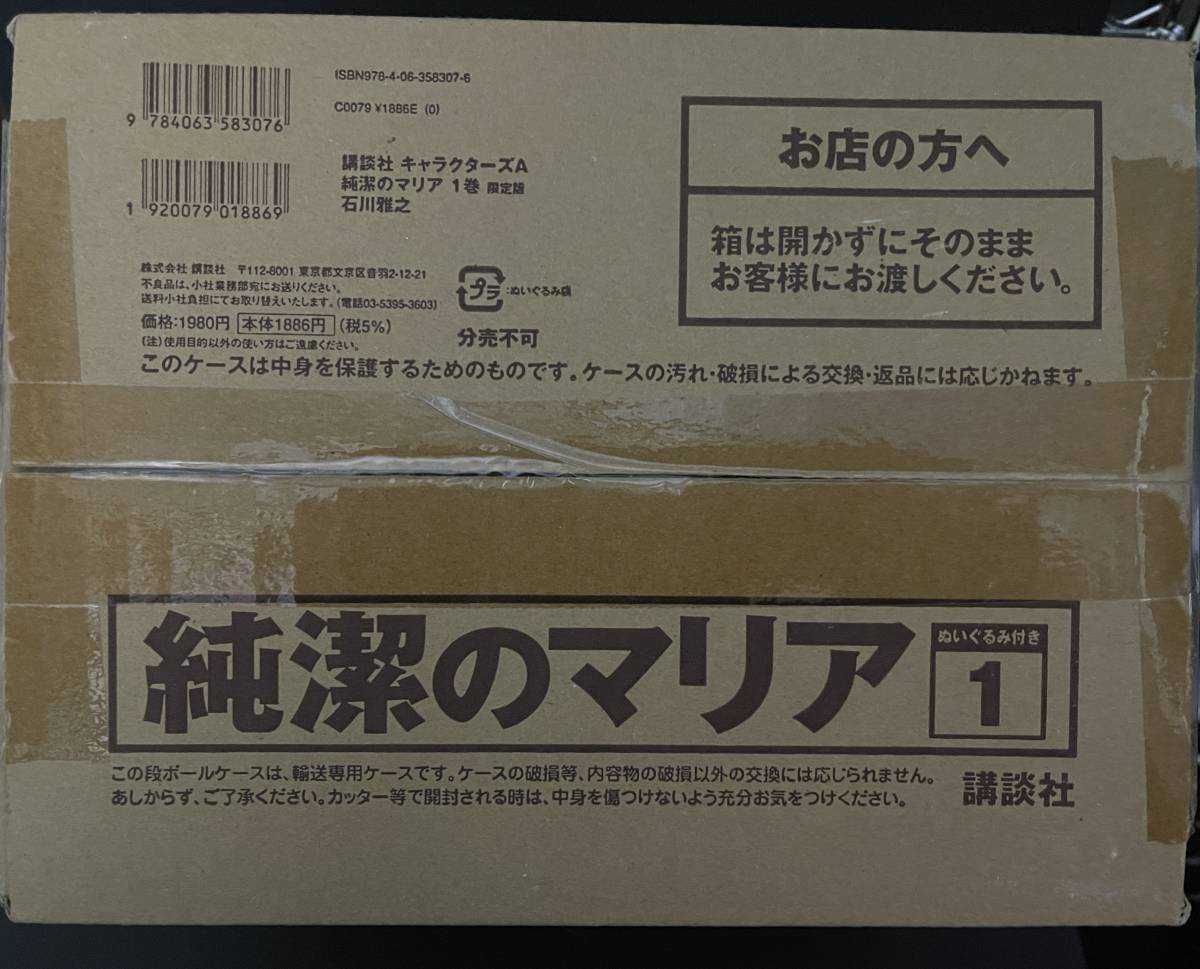 ISBN978-4-06-358307-6
C0079 ¥1886E (0)
9 784063 583076
1 920079 018869
講談社 キャラクターズA
純潔のマリア 1巻 限定版
石川雅之
お店の方へ
箱は開かずにそのまま
お客様にお渡しください。
株式会社 講談社 〒112-8001 東京都文京区音羽2-12-21
不良品は、小社業務部宛にお送りください。
送料小社負担にてお取り替えいたします。(電話03-5395-3603)
価格:1980円 本体1886円 (税5%)
(注)使用目的以外の使い方はご遠慮ください。
プラ :ぬいぐるみ袋
分売不可
このケースは中身を保護するためのものです。ケースの汚れ・破損による交換・返品には応じかねます。
純潔のマリア
ぬいぐるみ付き
1
この段ボールケースは、輸送専用ケースです。ケースの破損等、内容物の破損以外の交換には応じられません。
あしからず、ご了承ください。カッター等で開封される時は、中身を傷つけないよう充分お気をつけください。
講談社